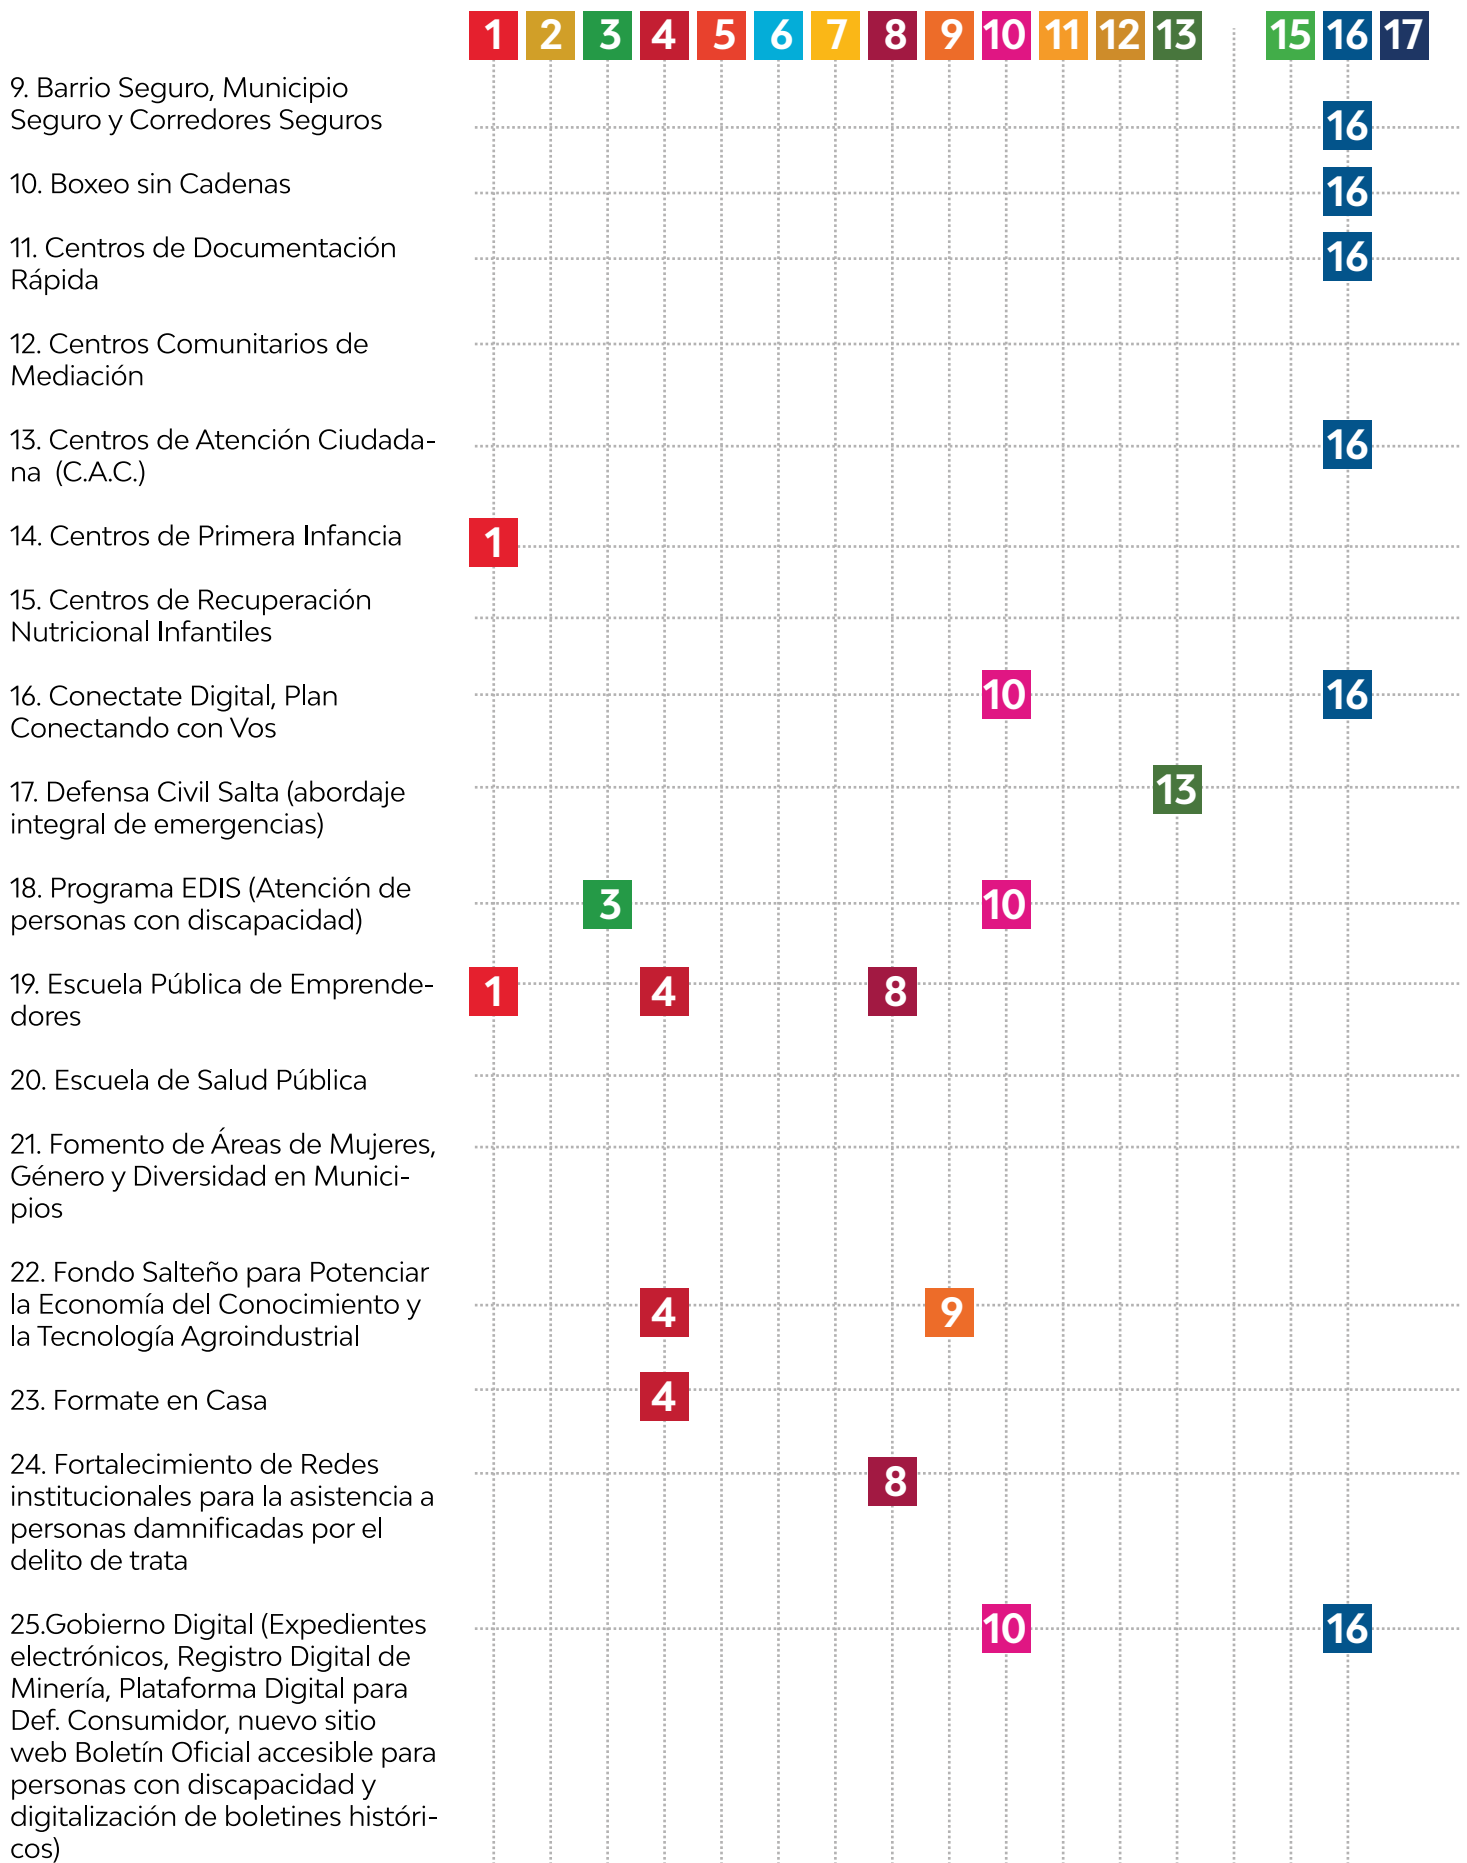 1 2 3 4 5 6 7 8 9 10 11 12 13 15 16 17
9. Barrio Seguro, Municipio
Seguro y Corredores Seguros
16
10. Boxeo sin Cadenas
16
11. Centros de Documentación
Rápida
16
12. Centros Comunitarios de
Mediación
13. Centros de Atención Ciudada-
na (C.A.C.)
16
14. Centros de Primera Infancia
1
15. Centros de Recuperación
Nutricional Infantiles
16. Conectate Digital, Plan
Conectando con Vos
10 16
17. Defensa Civil Salta (abordaje
integral de emergencias)
13
18. Programa EDIS (Atención de
personas con discapacidad)
3 10
19. Escuela Pública de Emprende-
dores
1 4 8
20. Escuela de Salud Pública
21. Fomento de Áreas de Mujeres,
Género y Diversidad en Munici-
pios
22. Fondo Salteño para Potenciar
la Economía del Conocimiento y
la Tecnología Agroindustrial
4 9
23. Formate en Casa
4
24. Fortalecimiento de Redes
institucionales para la asistencia a
personas damnificadas por el
delito de trata
8
25.Gobierno Digital (Expedientes
electrónicos, Registro Digital de
Minería, Plataforma Digital para
Def. Consumidor, nuevo sitio
web Boletín Oficial accesible para
personas con discapacidad y
digitalización de boletines históri-
cos)
10 16